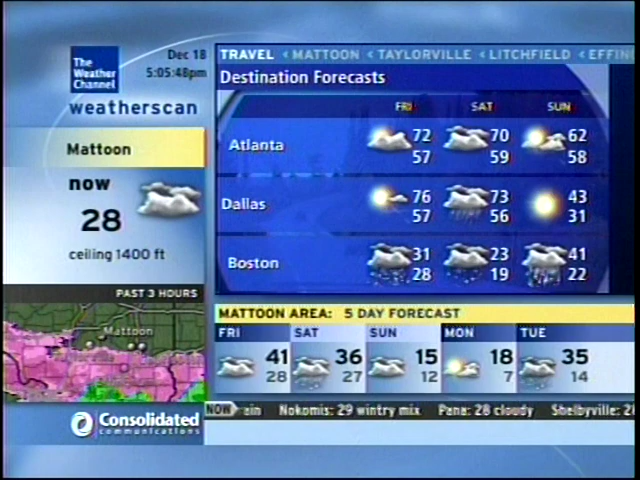 The
Weather
Channel
Dec 18
5:05:48pm
weatherscan
Mattoon
now
28
ceiling 1400 ft
PAST 3 HOURS
Mattoon
Consolidated
communications
TRAVEL < MATTOON < TAYLORVILLE < LITCHFIELD < EFFIN
Destination Forecasts
FRI SAT SUN
Atlanta 72 70 62
57 59 58
Dallas 76 73 43
57 56 31
Boston 31 23 41
28 19 22
MATTOON AREA: 5 DAY FORECAST
FRI SAT SUN MON TUE
41 36 15 18 35
28 27 12 7 14
NOW ain Nokomis: 29 wintry mix Pana: 28 cloudy Shelbyville: